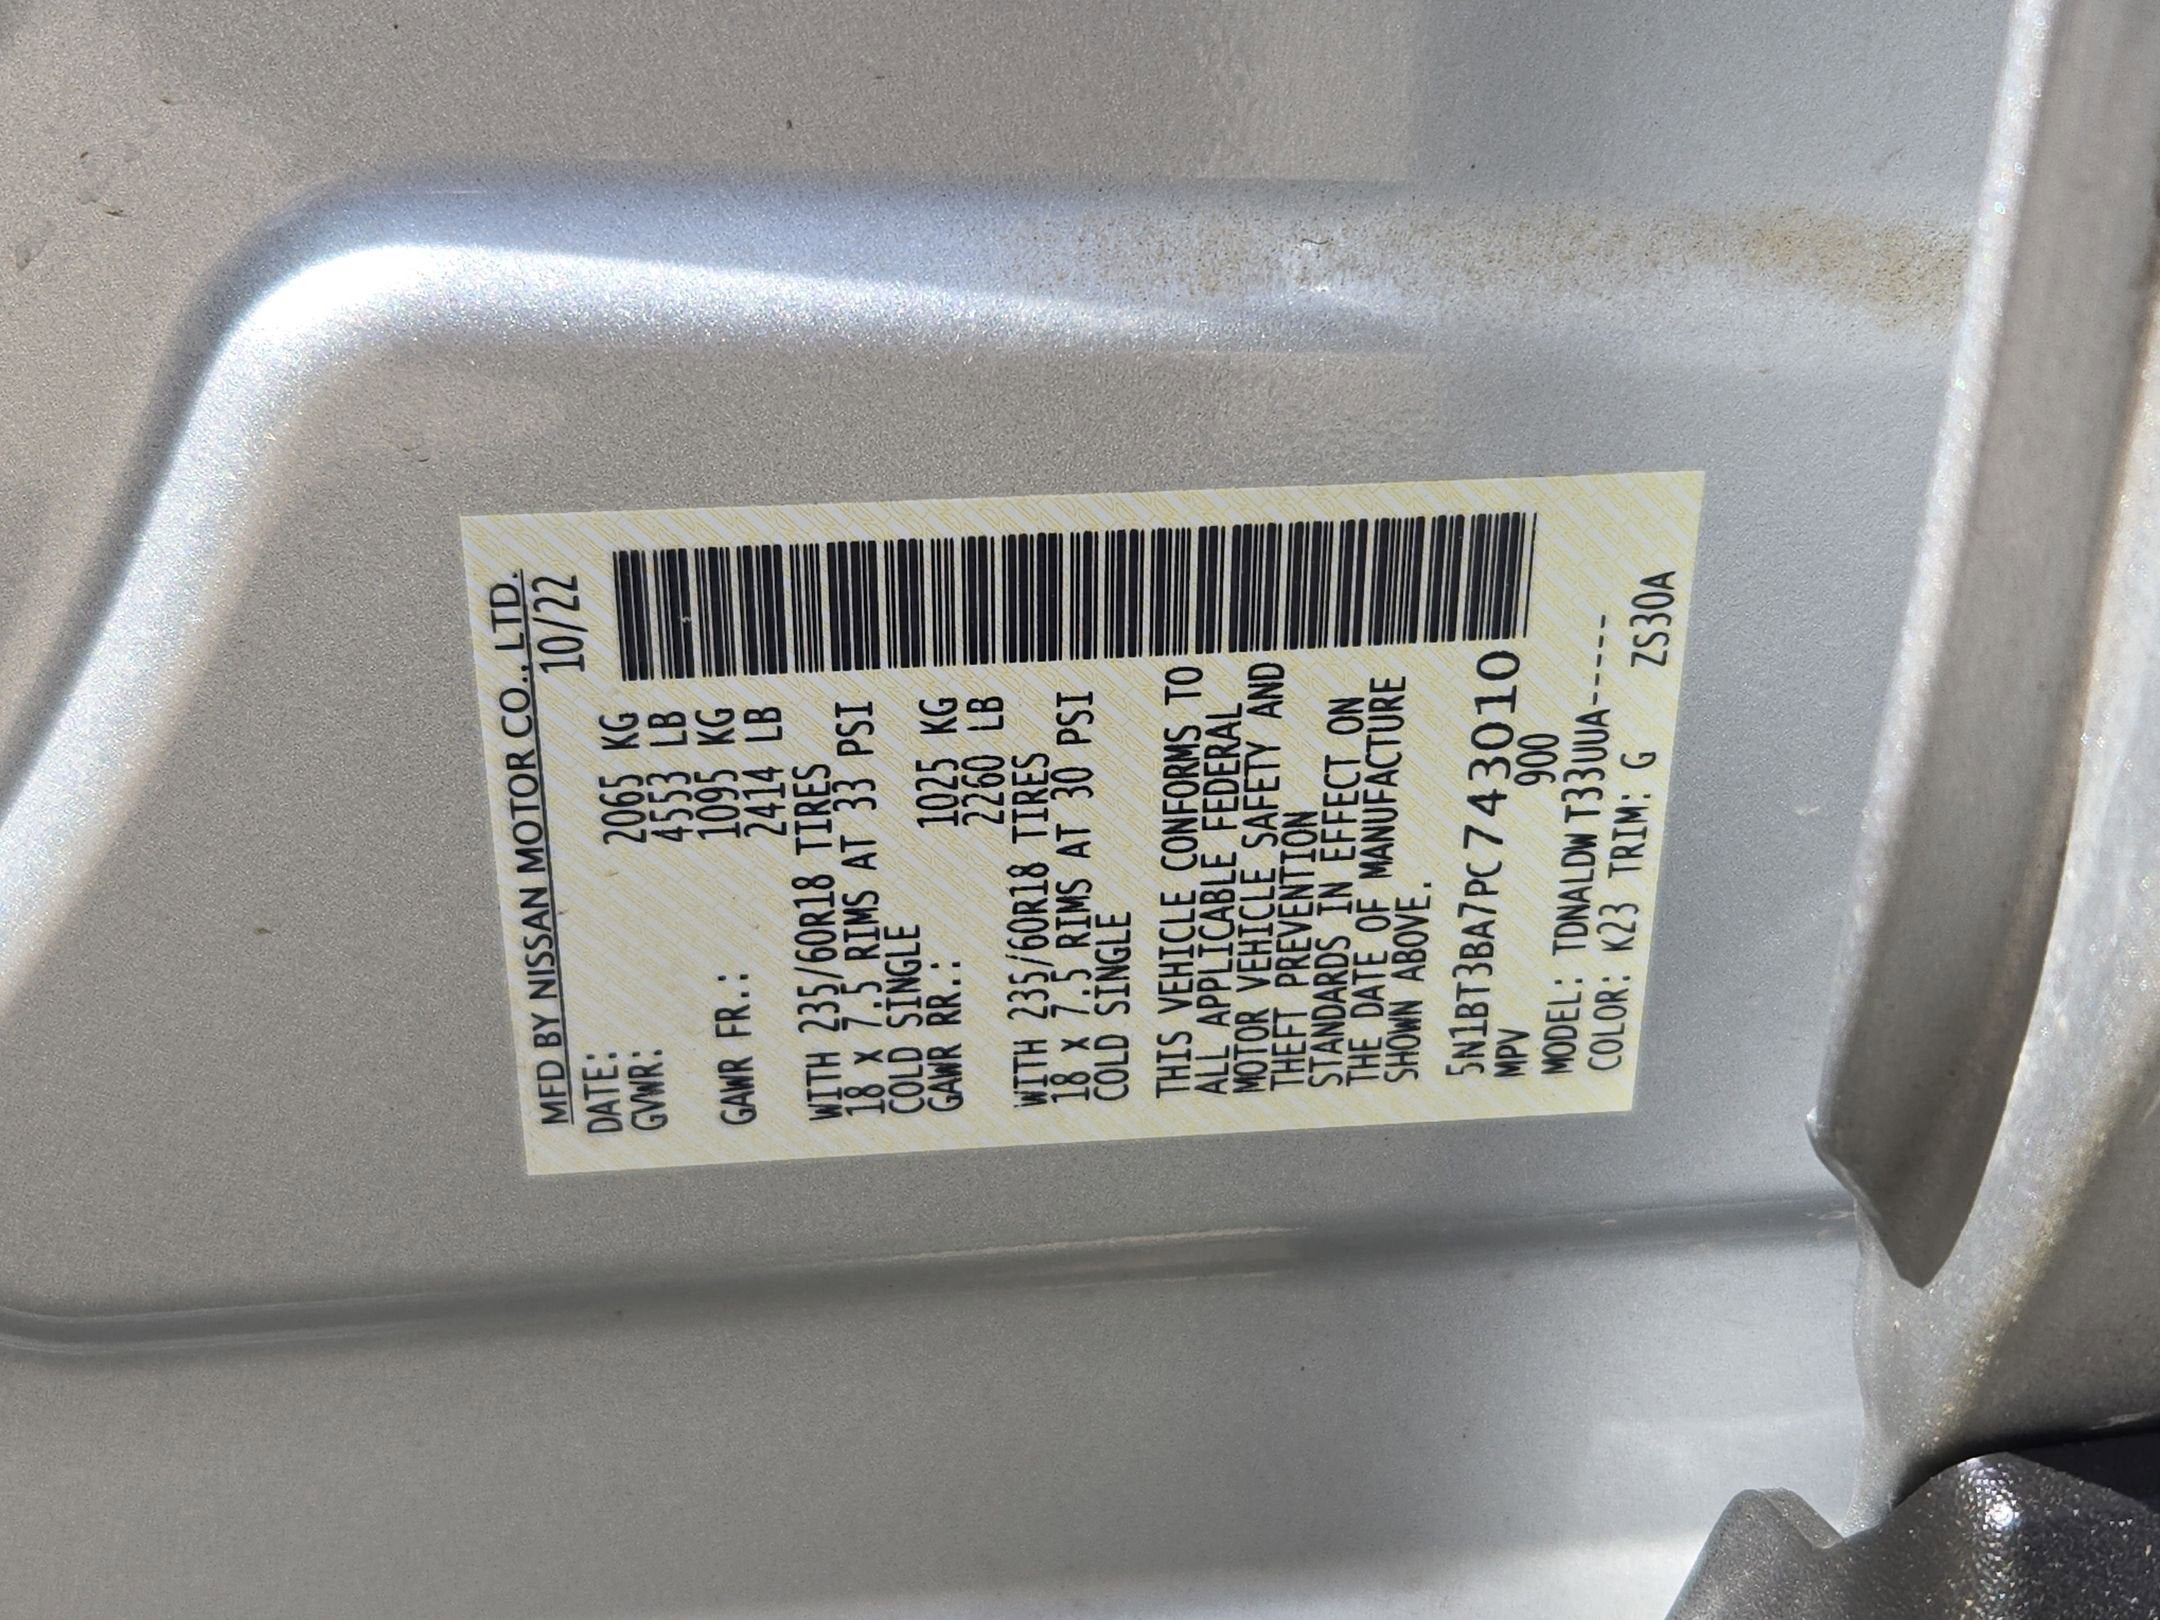 MFD BY NISSAN MOTOR CO., LTD.
DATE: 10/22
GVWR: 2065 KG
4553 LB
GAWR FR.: 1095 KG
2414 LB
WITH 235/60R18 TIRES
18 X 7.5 RIMS AT 33 PSI
COLD SINGLE
GAWR RR.: 1025 KG
2260 LB
WITH 235/60R18 TIRES
18 X 7.5 RIMS AT 30 PSI
COLD SINGLE
THIS VEHICLE CONFORMS TO
ALL APPLICABLE FEDERAL
MOTOR VEHICLE SAFETY AND
THEFT PREVENTION
STANDARDS IN EFFECT ON
THE DATE OF MANUFACTURE
SHOWN ABOVE.
5N1BT3BA7PC743010
MPV 900
MODEL: TDNALDW T33UUA-----
COLOR: K23 TRIM: G ZS30A